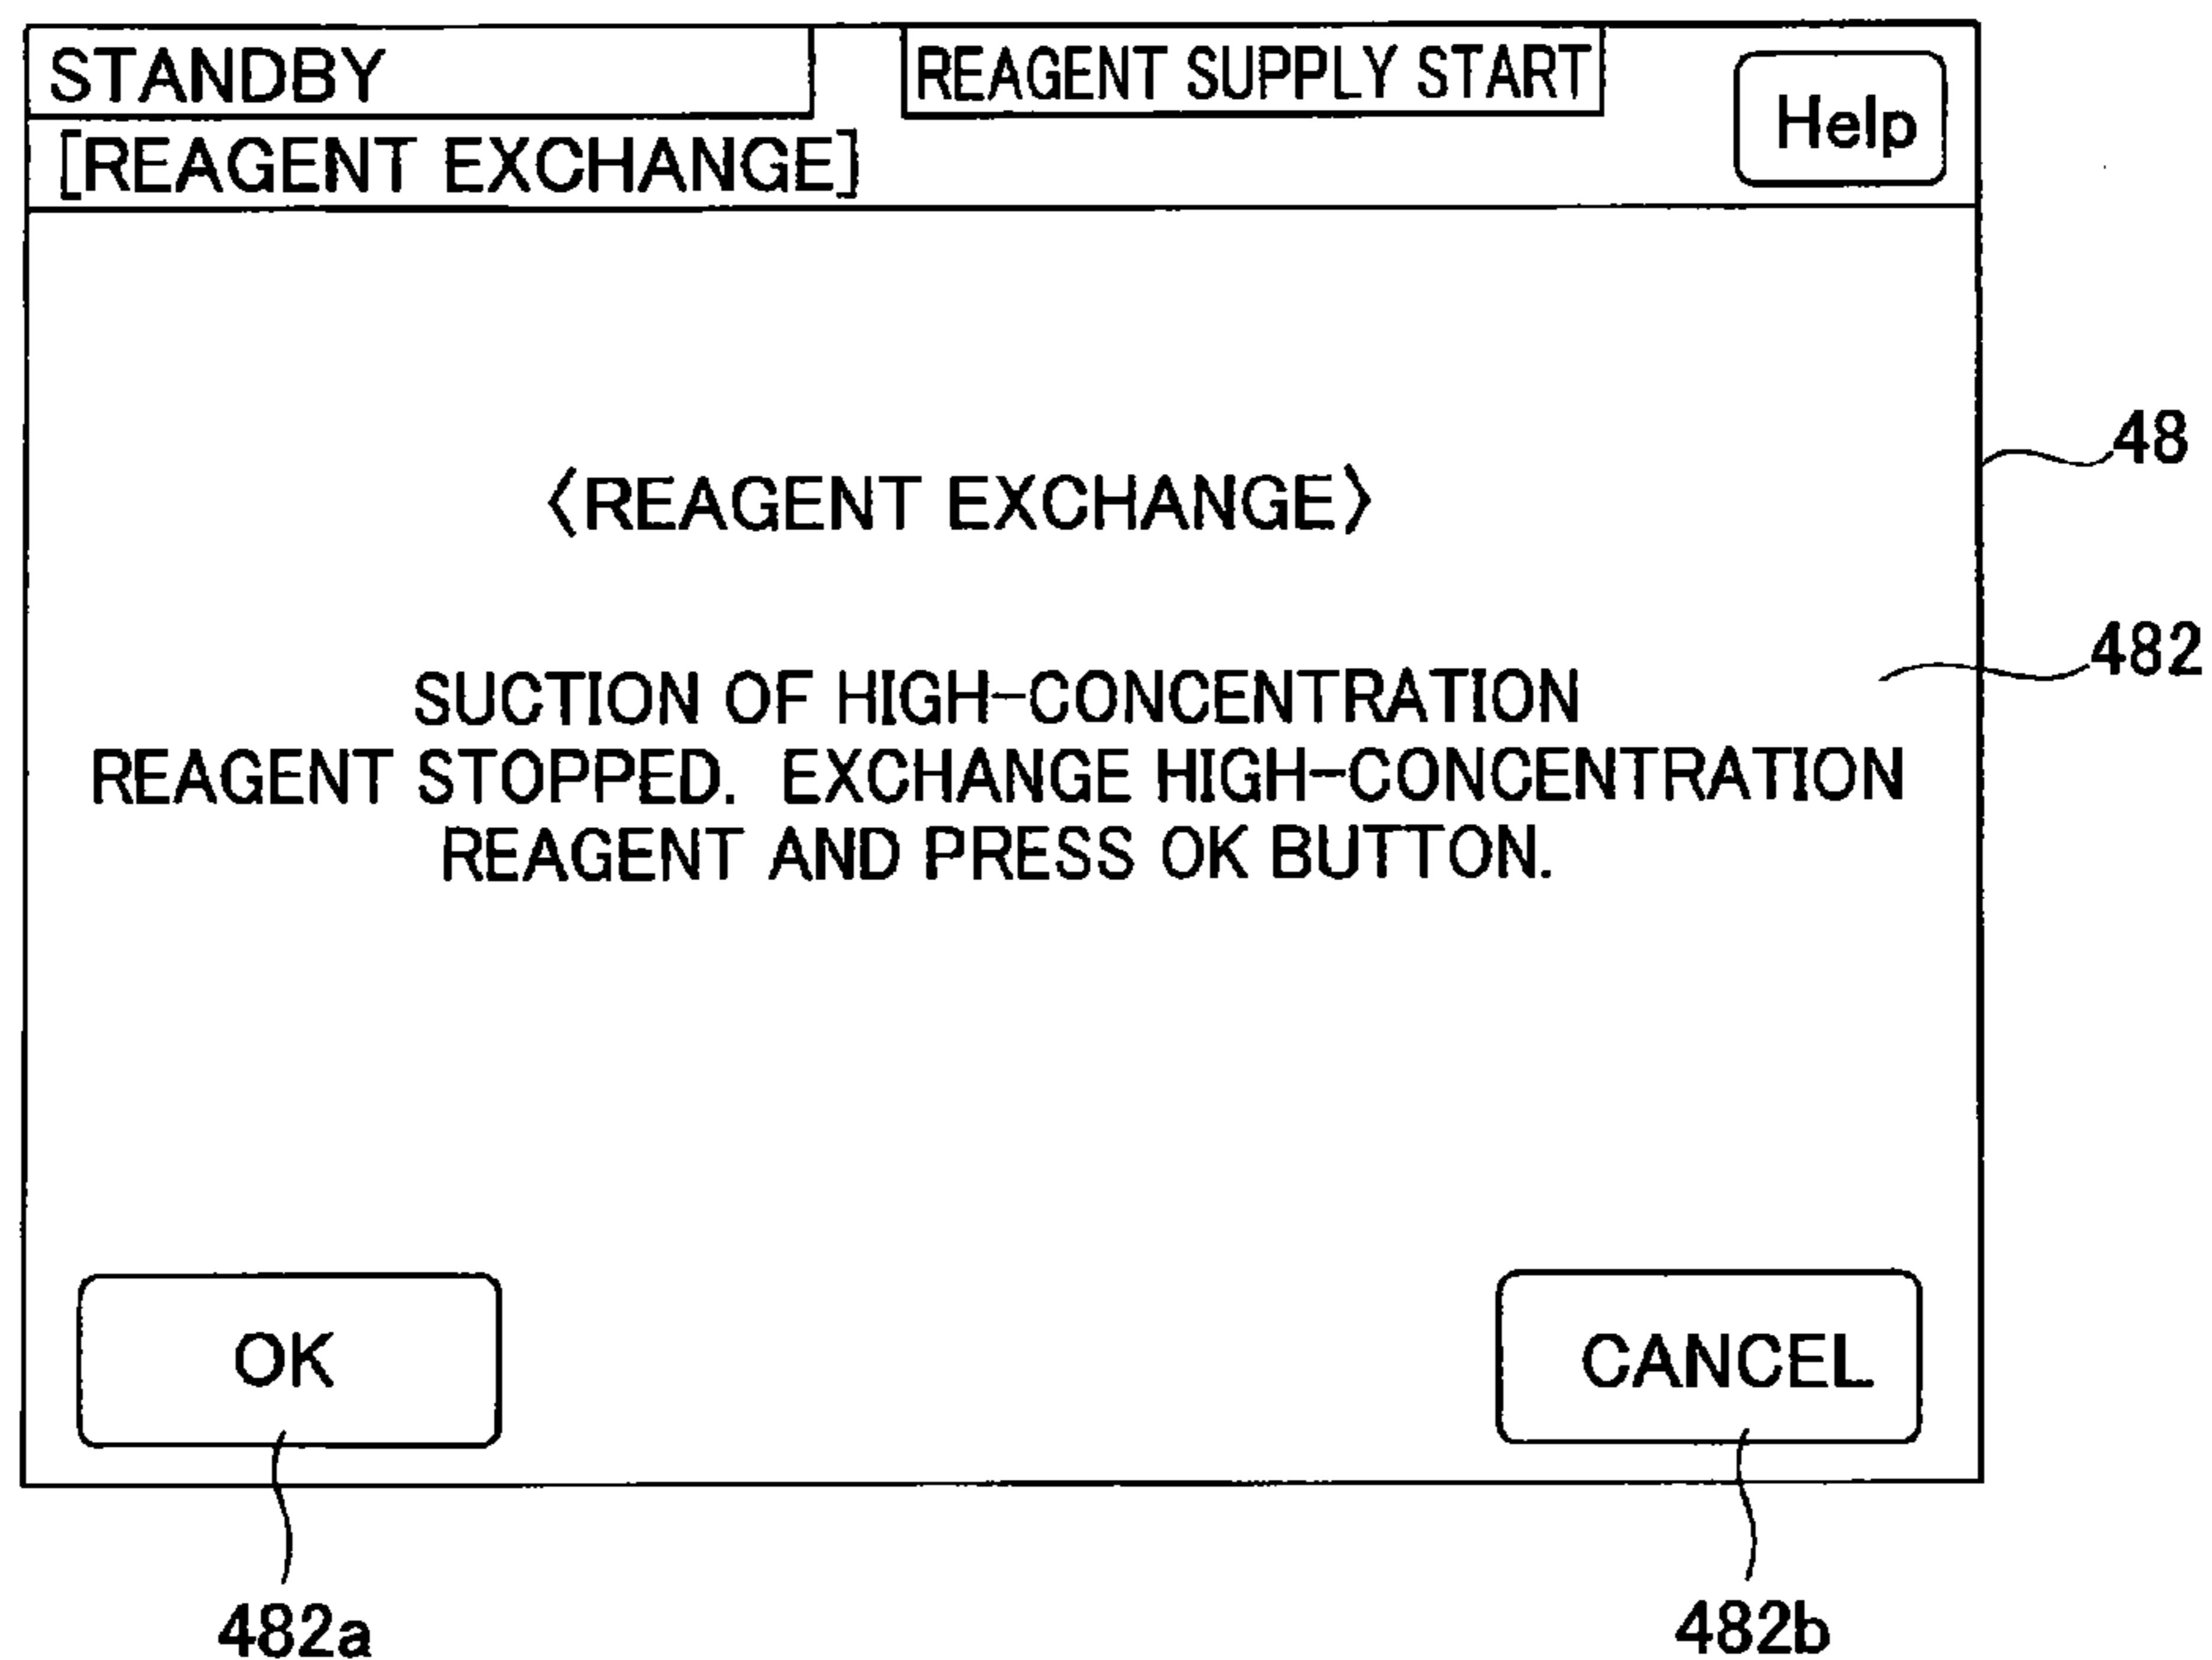 STANDBY
REAGENT SUPPLY START
Help
[REAGENT EXCHANGE]
48
〈REAGENT EXCHANGE〉
482
SUCTION OF HIGH-CONCENTRATION
REAGENT STOPPED. EXCHANGE HIGH-CONCENTRATION
REAGENT AND PRESS OK BUTTON.
OK
CANCEL
482a
482b